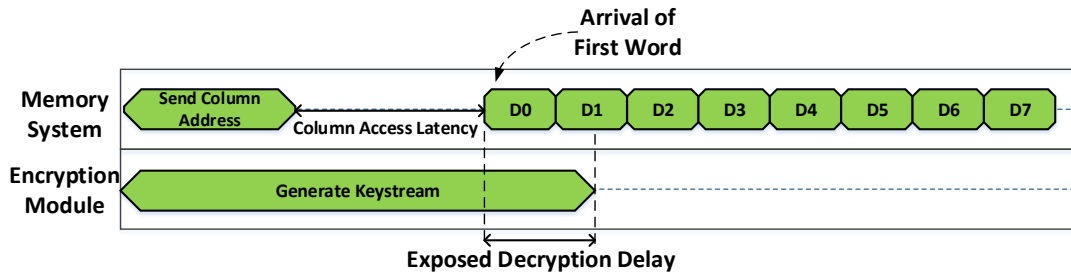 Arrival of
First Word
Memory
System
Send Column
Address
Column Access Latency
D0 D1 D2 D3 D4 D5 D6 D7
Encryption
Module
Generate Keystream
Exposed Decryption Delay